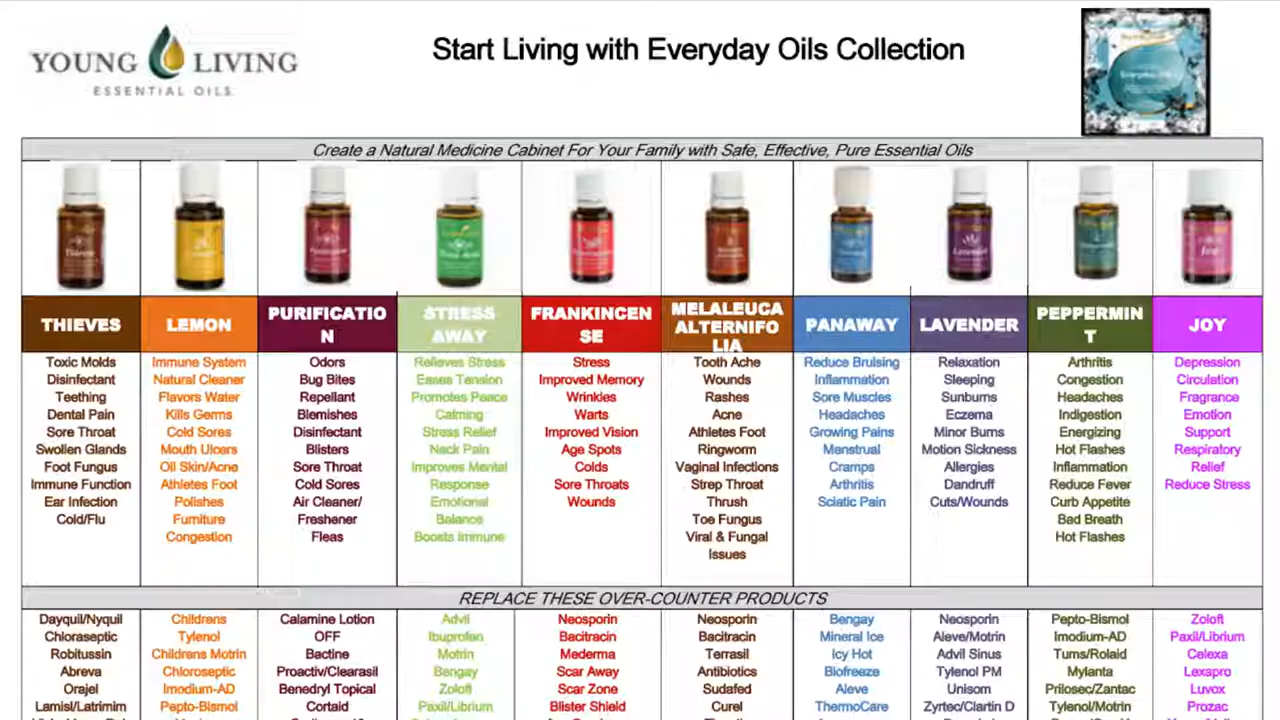 YOUNG LIVING
ESSENTIAL OILS
Start Living with Everyday Oils Collection
Create a Natural Medicine Cabinet For Your Family with Safe, Effective, Pure Essential Oils
THIEVES
Toxic Molds
Disinfectant
Teething
Dental Pain
Sore Throat
Swollen Glands
Foot Fungus
Immune Function
Ear Infection
Cold/Flu
LEMON
Immune System
Natural Cleaner
Flavors Water
Kills Germs
Cold Sores
Mouth Ulcers
Oil Skin/Acne
Athletes Foot
Polishes
Furniture
Congestion
PURIFICATIO
N
Odors
Bug Bites
Repellant
Blemishes
Disinfectant
Blisters
Sore Throat
Cold Sores
Air Cleaner/
Freshener
Fleas
STRESS
AWAY
Relieves Stress
Eases Tension
Promotes Peace
Calming
Stress Relief
Neck Pain
Improves Mental
Response
Emotional
Balance
Boosts Immune
FRANKINCEN
SE
Stress
Improved Memory
Wrinkles
Warts
Improved Vision
Age Spots
Colds
Sore Throats
Wounds
MELALEUCA
ALTERNIFO
LIA
Tooth Ache
Wounds
Rashes
Acne
Athletes Foot
Ringworm
Vaginal Infections
Strep Throat
Thrush
Toe Fungus
Viral & Fungal
Issues
PANAWAY
Reduce Bruising
Inflammation
Sore Muscles
Headaches
Growing Pains
Menstrual
Cramps
Arthritis
Sciatic Pain
LAVENDER
Relaxation
Sleeping
Sunburns
Eczema
Minor Burns
Motion Sickness
Allergies
Dandruff
Cuts/Wounds
PEPPERMIN
T
Arthritis
Congestion
Headaches
Indigestion
Energizing
Hot Flashes
Inflammation
Reduce Fever
Curb Appetite
Bad Breath
Hot Flashes
JOY
Depression
Circulation
Fragrance
Emotion
Support
Respiratory
Relief
Reduce Stress
REPLACE THESE OVER-COUNTER PRODUCTS
Dayquil/Nyquil
Chloraseptic
Robitussin
Abreva
Orajel
Lamisl/Latrimim
Childrens
Tylenol
Childrens Motrin
Chloroseptic
Imodium-AD
Pepto-Bismol
Calamine Lotion
OFF
Bactine
Proactiv/Clearasil
Benedryl Topical
Cortaid
Advil
Ibuprofen
Motrin
Bengay
Zoloft
Paxil/Librium
Neosporin
Bacitracin
Mederma
Scar Away
Scar Zone
Blister Shield
Neosporin
Bacitracin
Terrasil
Antibiotics
Sudafed
Curel
Bengay
Mineral Ice
Icy Hot
Biofreeze
Aleve
ThermoCare
Neosporin
Aleve/Motrin
Advil Sinus
Tylenol PM
Unisom
Zyrtec/Clartin D
Pepto-Bismol
Imodium-AD
Tums/Rolaid
Mylanta
Prilosec/Zantac
Tylenol/Motrin
Zoloft
Paxil/Librium
Celexa
Lexapro
Luvox
Prozac